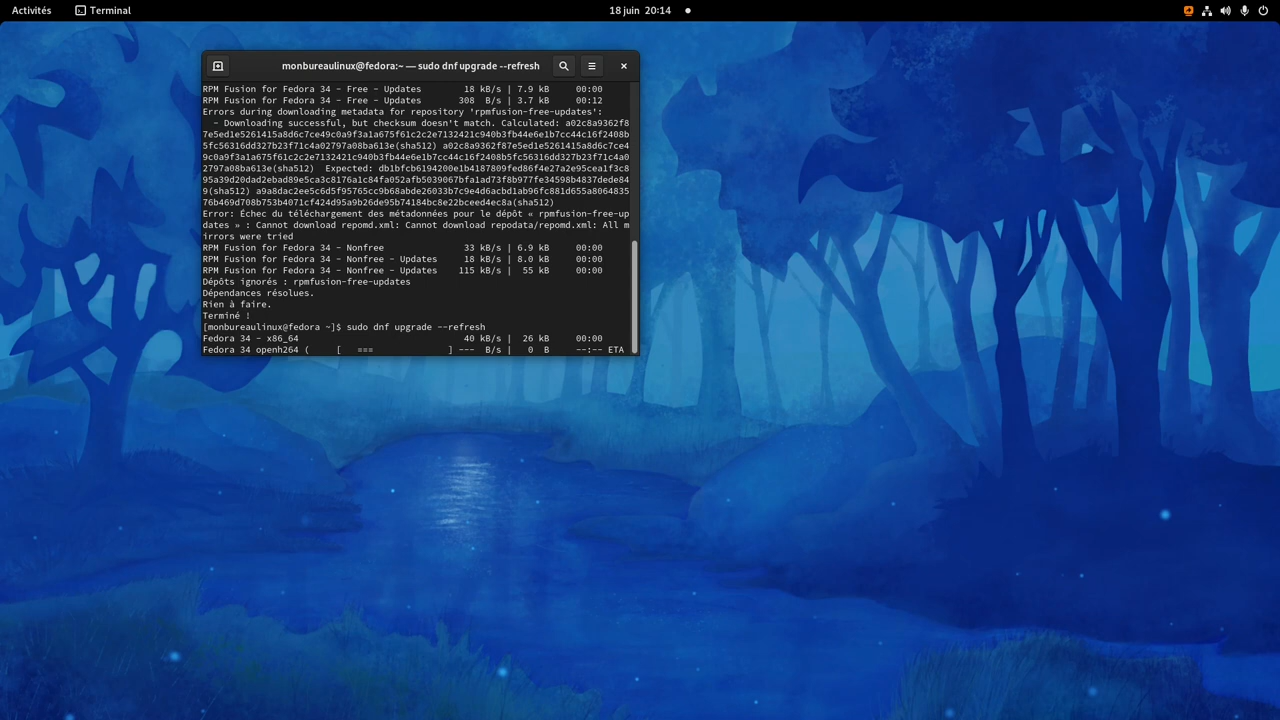 Activités Terminal 18 juin 20:14
monbureaulinux@fedora:~ — sudo dnf upgrade --refresh
RPM Fusion for Fedora 34 - Free - Updates 18 kB/s | 7.9 kB 00:00
RPM Fusion for Fedora 34 - Free - Updates 308 B/s | 3.7 kB 00:12
Errors during downloading metadata for repository 'rpmfusion-free-updates':
- Downloading successful, but checksum doesn't match. Calculated: a02c8a9362f8
7e5ed1e5261415a8d6c7ce49c0a9f3a1a675f61c2c2e7132421c940b3fb44e6e1b7cc44c16f2408b
5fc56316dd327b23f71c4a02797a08ba613e(sha512) a02c8a9362f87e5ed1e5261415a8d6c7ce4
9c0a9f3a1a675f61c2c2e7132421c940b3fb44e6e1b7cc44c16f2408b5fc56316dd327b23f71c4a0
2797a08ba613e(sha512) Expected: db1bfcb6194200e1b4187809fed86f4e27a2e95cea1f3c8
95a39d20dad2ebad89e5ca3c8176a1c84fa052afb5039067bfa1ad73f8b977fe34598b4837dede84
9(sha512) a9a8dac2ee5c6d5f95765cc9b68abde26033b7c9e4d6acbd1ab96fc881d655a8064835
76b469d708b753b4071cf424d95a9b26de95b74184bc8e22bceed4ec8a(sha512)
Error: Échec du téléchargement des métadonnées pour le dépôt « rpmfusion-free-up
dates » : Cannot download repomd.xml: Cannot download repodata/repomd.xml: All m
irrors were tried
RPM Fusion for Fedora 34 - Nonfree 33 kB/s | 6.9 kB 00:00
RPM Fusion for Fedora 34 - Nonfree - Updates 18 kB/s | 8.0 kB 00:00
RPM Fusion for Fedora 34 - Nonfree - Updates 115 kB/s | 55 kB 00:00
Dépôts ignorés : rpmfusion-free-updates
Dépendances résolues.
Rien à faire.
Terminé !
[monbureaulinux@fedora ~]$ sudo dnf upgrade --refresh
Fedora 34 - x86_64 40 kB/s | 26 kB 00:00
Fedora 34 openh264 ( [ === ] --- B/s | 0 B --:-- ETA